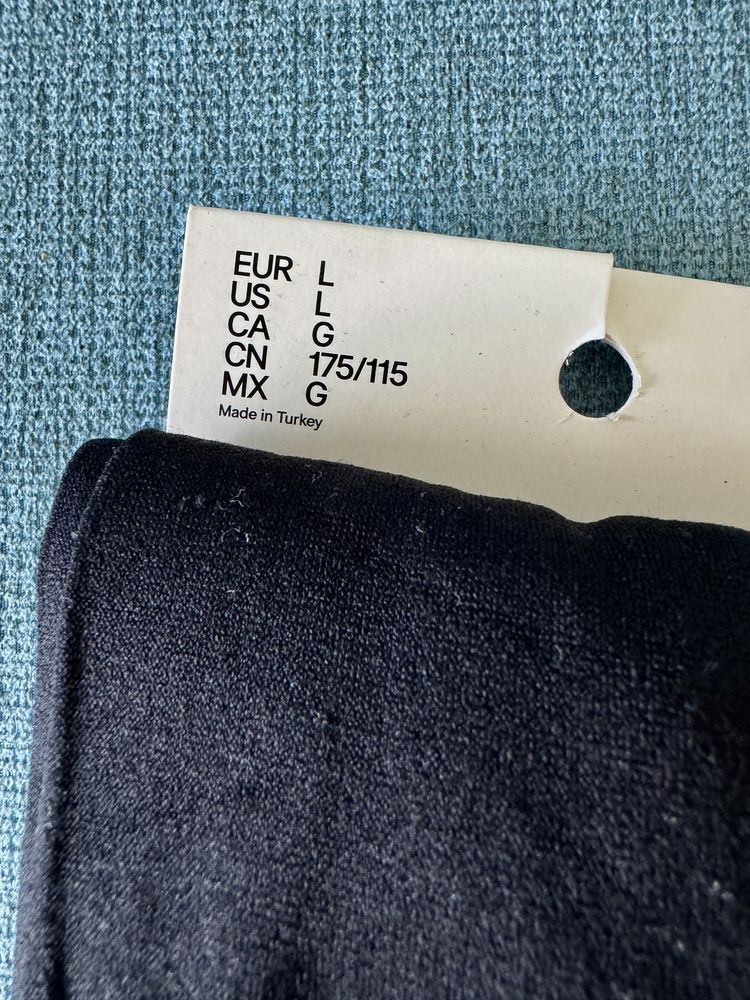 EUR L
US L
CA G
CN 175/115
MX G
Made in Turkey